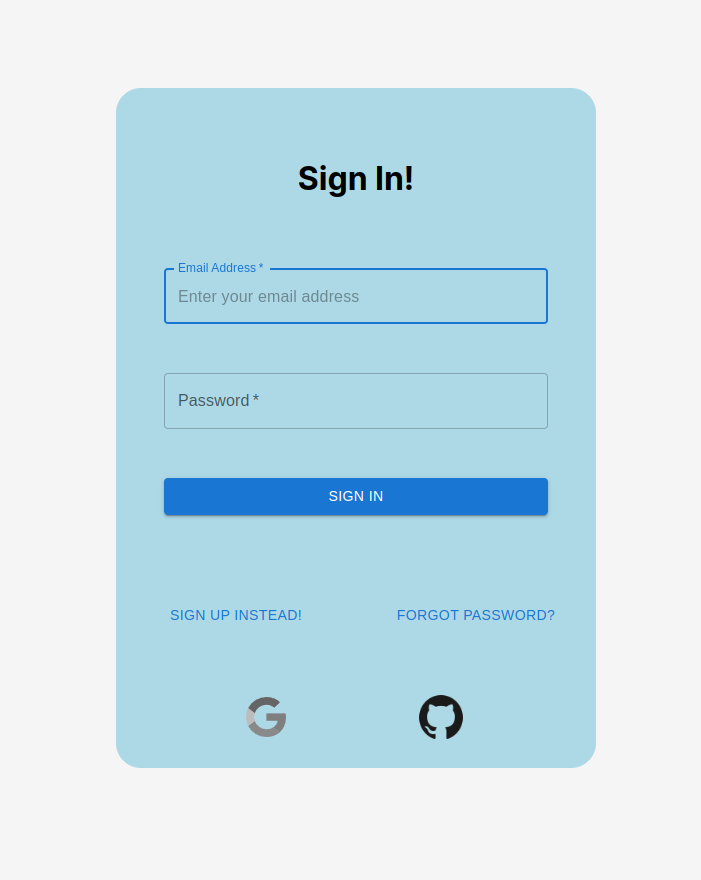 Sign In!
Email Address *
Enter your email address
Password *
SIGN IN
SIGN UP INSTEAD! FORGOT PASSWORD?